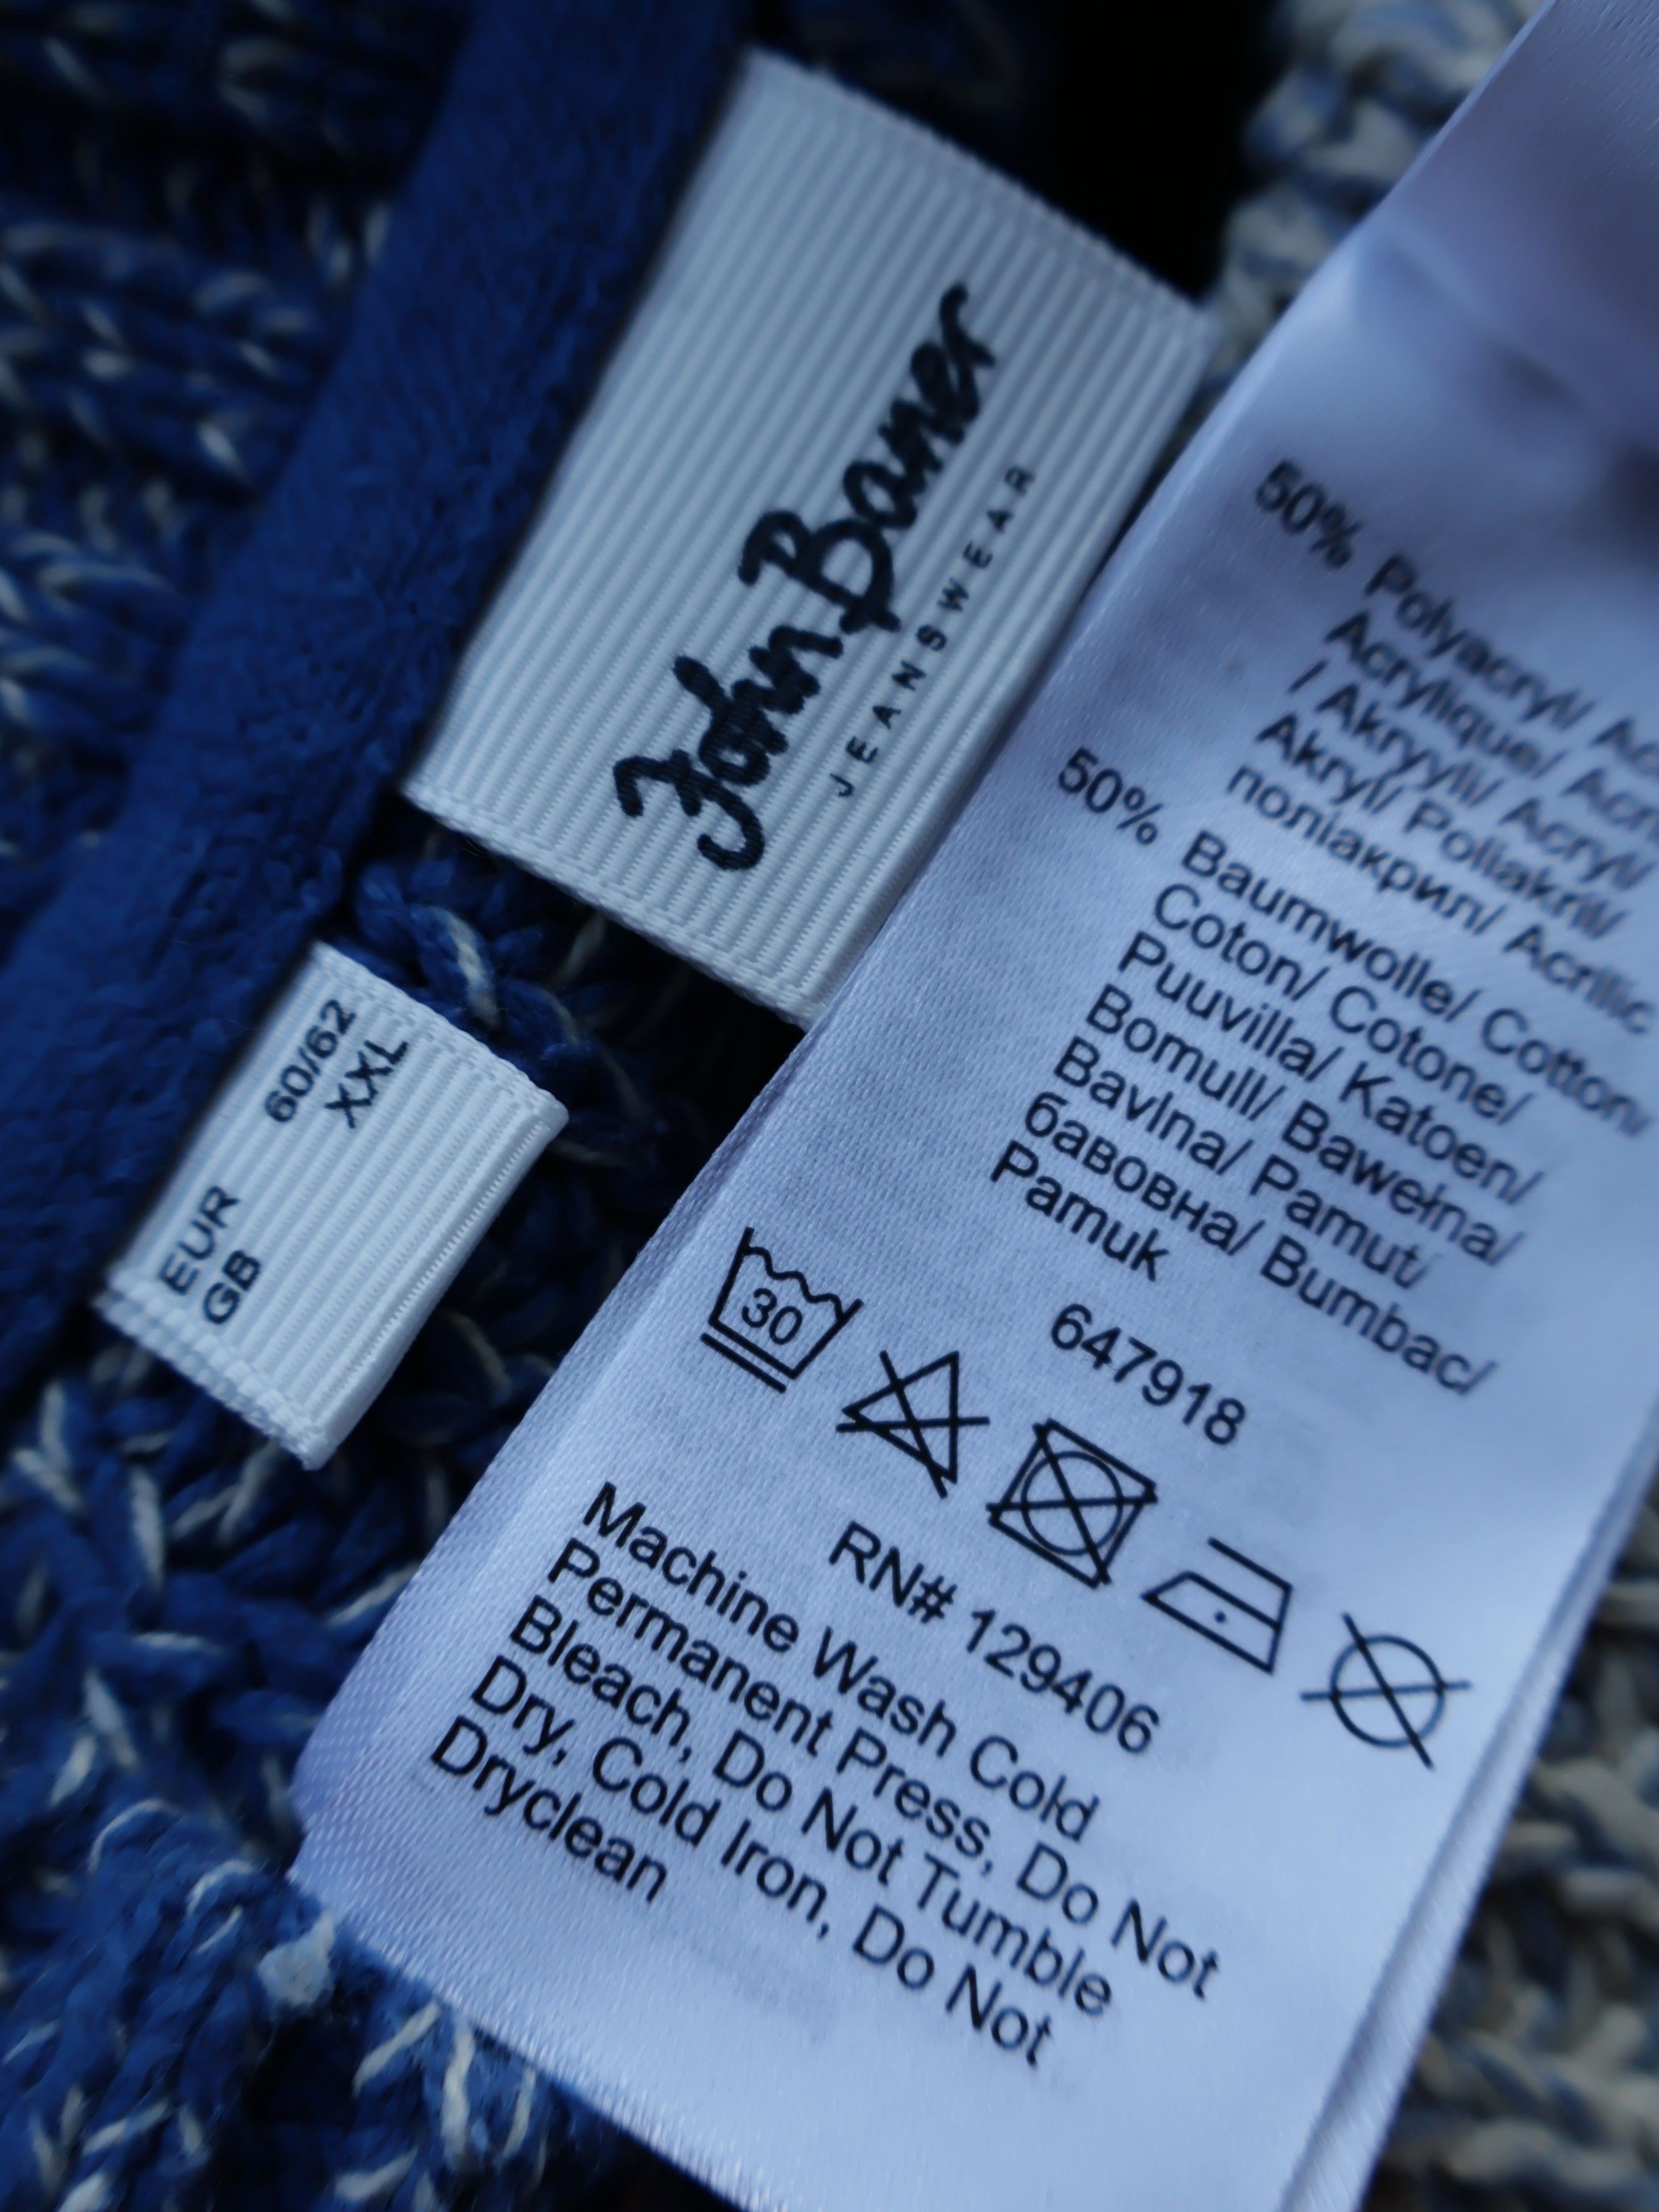 John Baner
JEANSWEAR
EUR 60/62
GB XXL
50% Polyacryl/
Acrylique/
/ Akryyli/ Acryl/
Akryl/ Poliakril/
поліакрил/ Acrilic
50% Baumwolle/ Cotton/
Coton/ Cotone/
Puuvilla/ Katoen/
Bomull/ Bawełna/
Bavlna/ Pamut/
бавовна/ Bumbac/
Pamuk
647918
30
RN# 129406
Machine Wash Cold
Permanent Press, Do Not
Bleach, Do Not Tumble
Dry, Cold Iron, Do Not
Dryclean